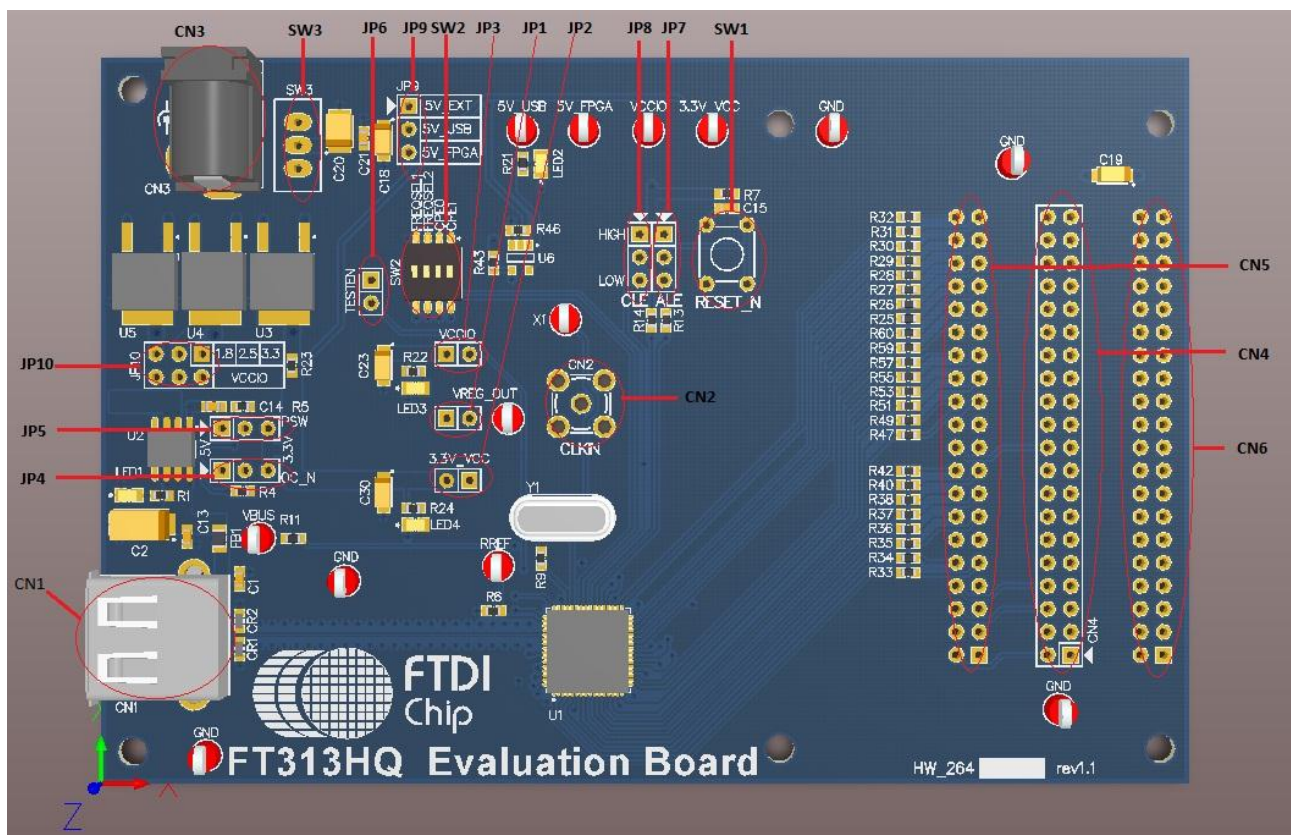 CN3
SW3
JP6
JP9
SW2
JP3
JP1
JP2
JP8
JP7
SW1
SW3
JP9
5V_EXT
5V_USB
5V_FPGA
5V_USB
5V_FPGA
VCCIO
3.3V_VCC
GND
GND
C19
CN3
C20
C21
C18
R21
LED2
FREQSEL1
FREQSEL2
CPE0
CPE1
R7
C15
R46
R43
U6
HIGH
LOW
CLE
ALE
RESET_N
R14
R13
SW2
TESTEN
X1
U5
U4
U3
JP10
JP10
1.8
2.5
3.3
VCCIO
R23
C23
VCCIO
R22
LED3
VREG_OUT
CN2
CLKIN
CN2
R32
R31
R30
R29
R28
R27
R26
R25
R60
R59
R57
R55
R53
R51
R49
R47
R42
R40
R38
R37
R36
R35
R34
R33
CN5
CN4
CN6
CN4
C14
R5
JP5
U2
5V
PSW
3.3V
JP4
LED1
OC_N
R1
R4
C30
3.3V_VCC
R24
LED4
Y1
C2
C13
FB1
VBUS
R11
GND
RREF
R9
CN1
C1
CR2
CR1
R6
CN1
U1
FTDI
Chip
GND
GND
FT313HQ Evaluation Board
HW_264
rev1.1
Z
X